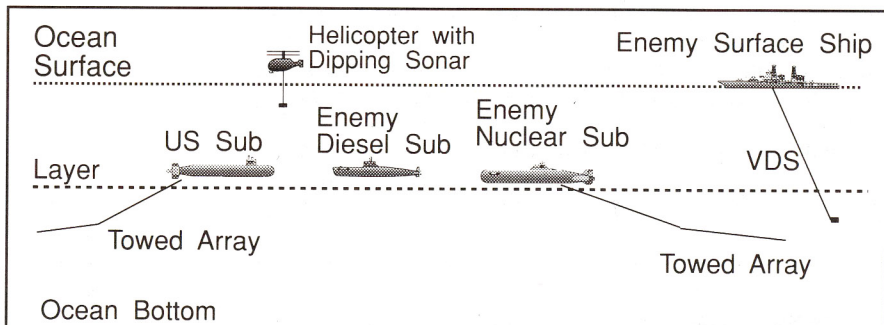 Ocean
Surface
Helicopter with
Dipping Sonar
Enemy Surface Ship
US Sub
Enemy
Diesel Sub
Enemy
Nuclear Sub
Layer
VDS
Towed Array
Towed Array
Ocean Bottom